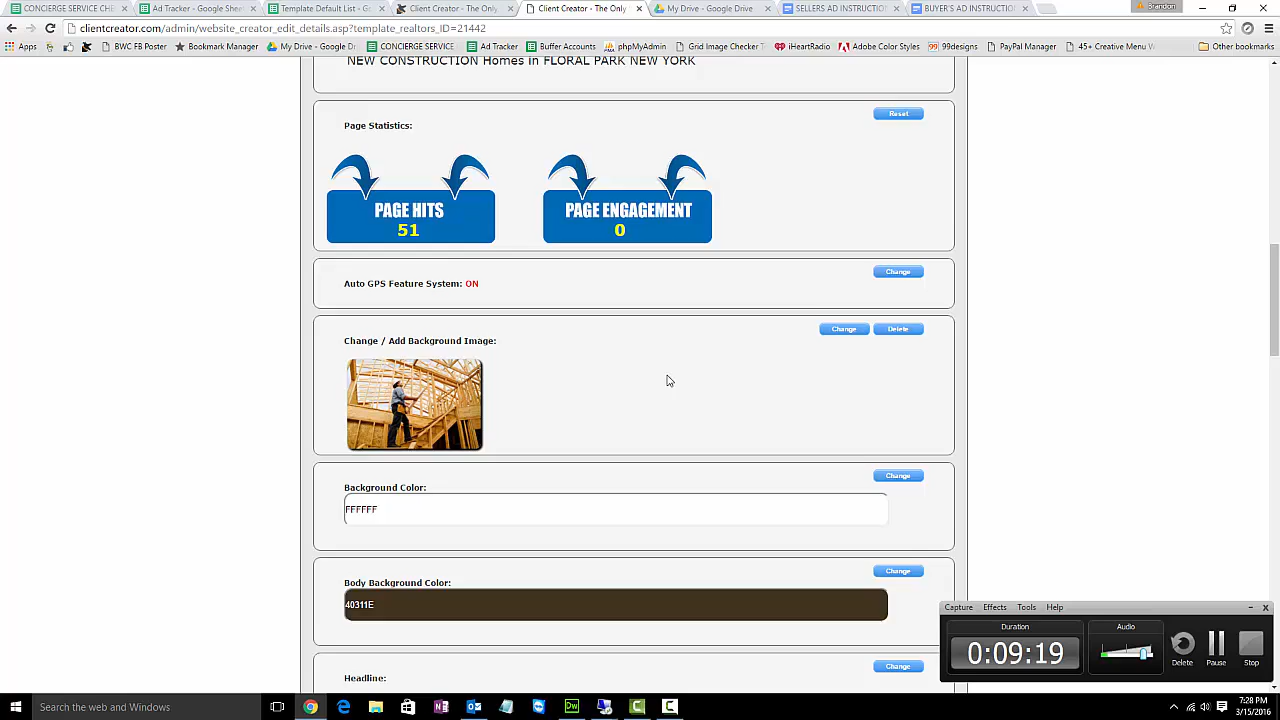 CONCIERGE SERVICE CHE
Ad Tracker - Google Shee
Template Default List - G
Client Creator - The Only
Client Creator - The Only
My Drive - Google Drive
SELLERS AD INSTRUCTION
BUYER'S AD INSTRUCTION
Brandon
clientcreator.com/admin/website_creator_edit_details.asp?template_realtors_ID=21442
Apps
BWC FB Poster
Bookmark Manager
My Drive - Google Dr
CONCIERGE SERVICE
Ad Tracker
Buffer Accounts
phpMyAdmin
Grid Image Checker T
iHeartRadio
Adobe Color Styles
99designs
PayPal Manager
45+ Creative Menu W
Other bookmarks
NEW CONSTRUCTION Homes in FLORAL PARK NEW YORK
Reset
Page Statistics:
PAGE HITS
51
PAGE ENGAGEMENT
0
Change
Auto GPS Feature System: ON
Change
Delete
Change / Add Background Image:
Change
Background Color:
FFFFFF
Change
Body Background Color:
40311E
Change
Headline:
Capture
Effects
Tools
Help
Duration
Audio
0:09:19
Delete
Pause
Stop
Search the web and Windows
7:28 PM
3/15/2016